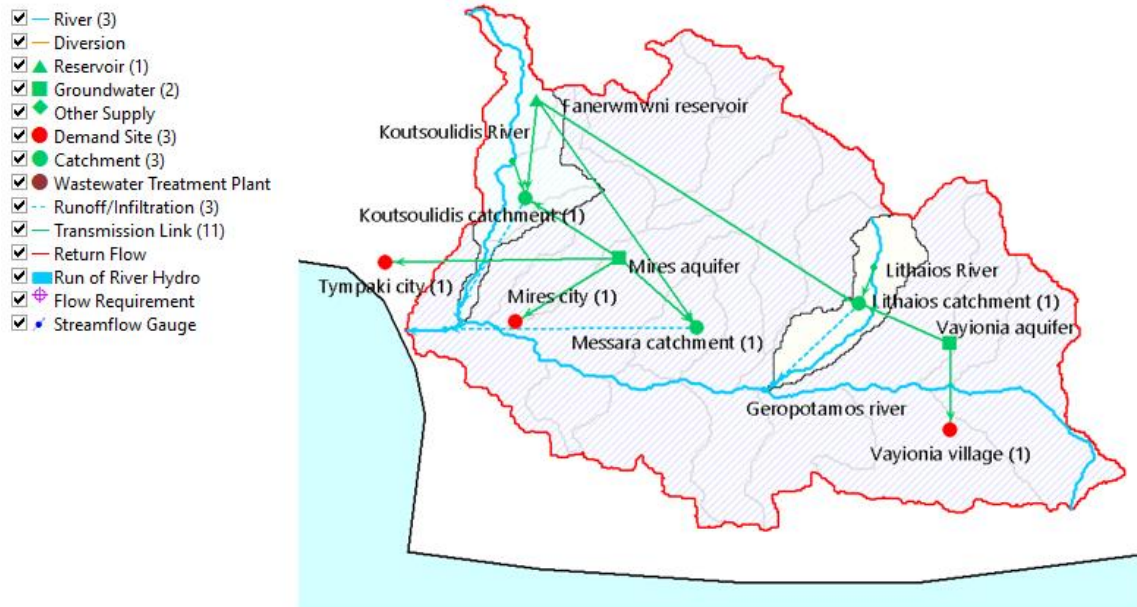 River (3)
Diversion
Reservoir (1)
Groundwater (2)
Other Supply
Demand Site (3)
Catchment (3)
Wastewater Treatment Plant
Runoff/Infiltration (3)
Transmission Link (11)
Return Flow
Run of River Hydro
Flow Requirement
Streamflow Gauge
Fanerwmwni reservoir
Koutsoulidis River
Koutsoulidis catchment (1)
Mires aquifer
Lithaios River
Tympaki city (1)
Mires city (1)
Lithaios catchment (1)
Messara catchment (1)
Vayionia aquifer
Geropotamos river
Vayionia village (1)